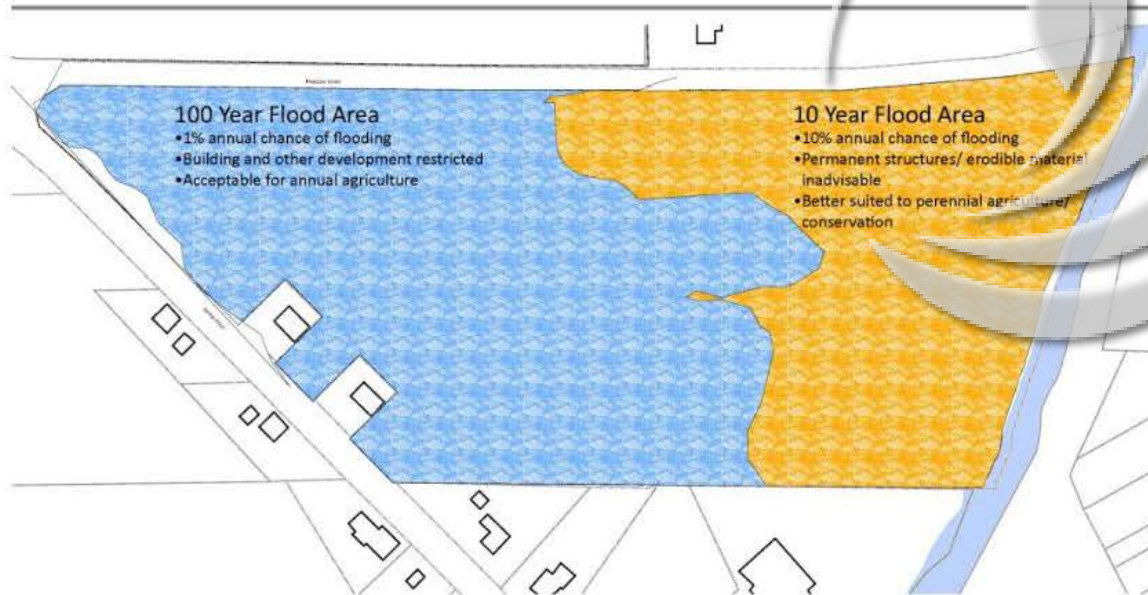 100 Year Flood Area
•1% annual chance of flooding
•Building and other development restricted
•Acceptable for annual agriculture
10 Year Flood Area
•10% annual chance of flooding
•Permanent structures/ erodible material
inadvisable
•Better suited to perennial agriculture/
conservation